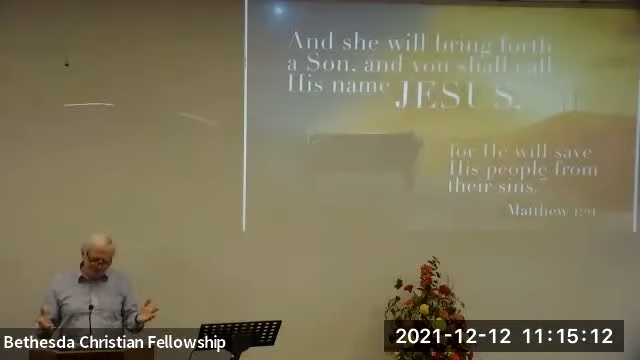 And she will bring forth
a Son, and you shall call
His name JESUS,
for He will save
His people from
their sins.
Matthew 1:21
Bethesda Christian Fellowship
2021-12-12 11:15:12